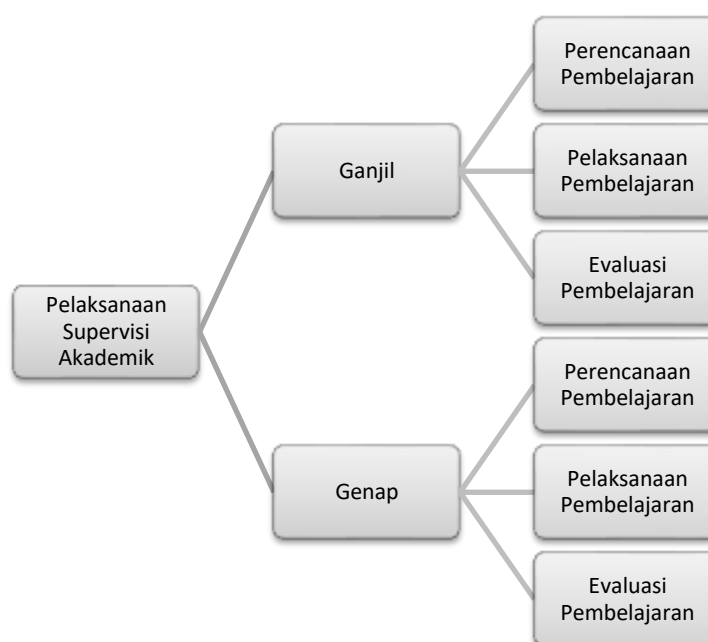 Pelaksanaan
Supervisi
Akademik
Ganjil
Perencanaan
Pembelajaran
Pelaksanaan
Pembelajaran
Evaluasi
Pembelajaran
Genap
Perencanaan
Pembelajaran
Pelaksanaan
Pembelajaran
Evaluasi
Pembelajaran